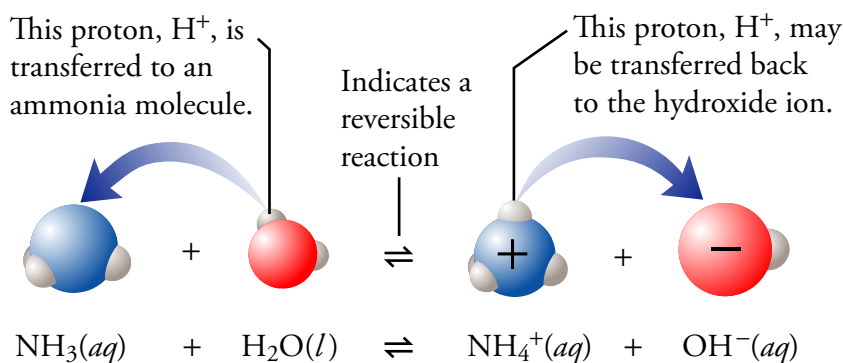 This proton, H⁺, is
transferred to an
ammonia molecule.
Indicates a
reversible
reaction
This proton, H⁺, may
be transferred back
to the hydroxide ion.
+ ⇌ + + −
NH₃(aq) + H₂O(l) ⇌ NH₄⁺(aq) + OH⁻(aq)